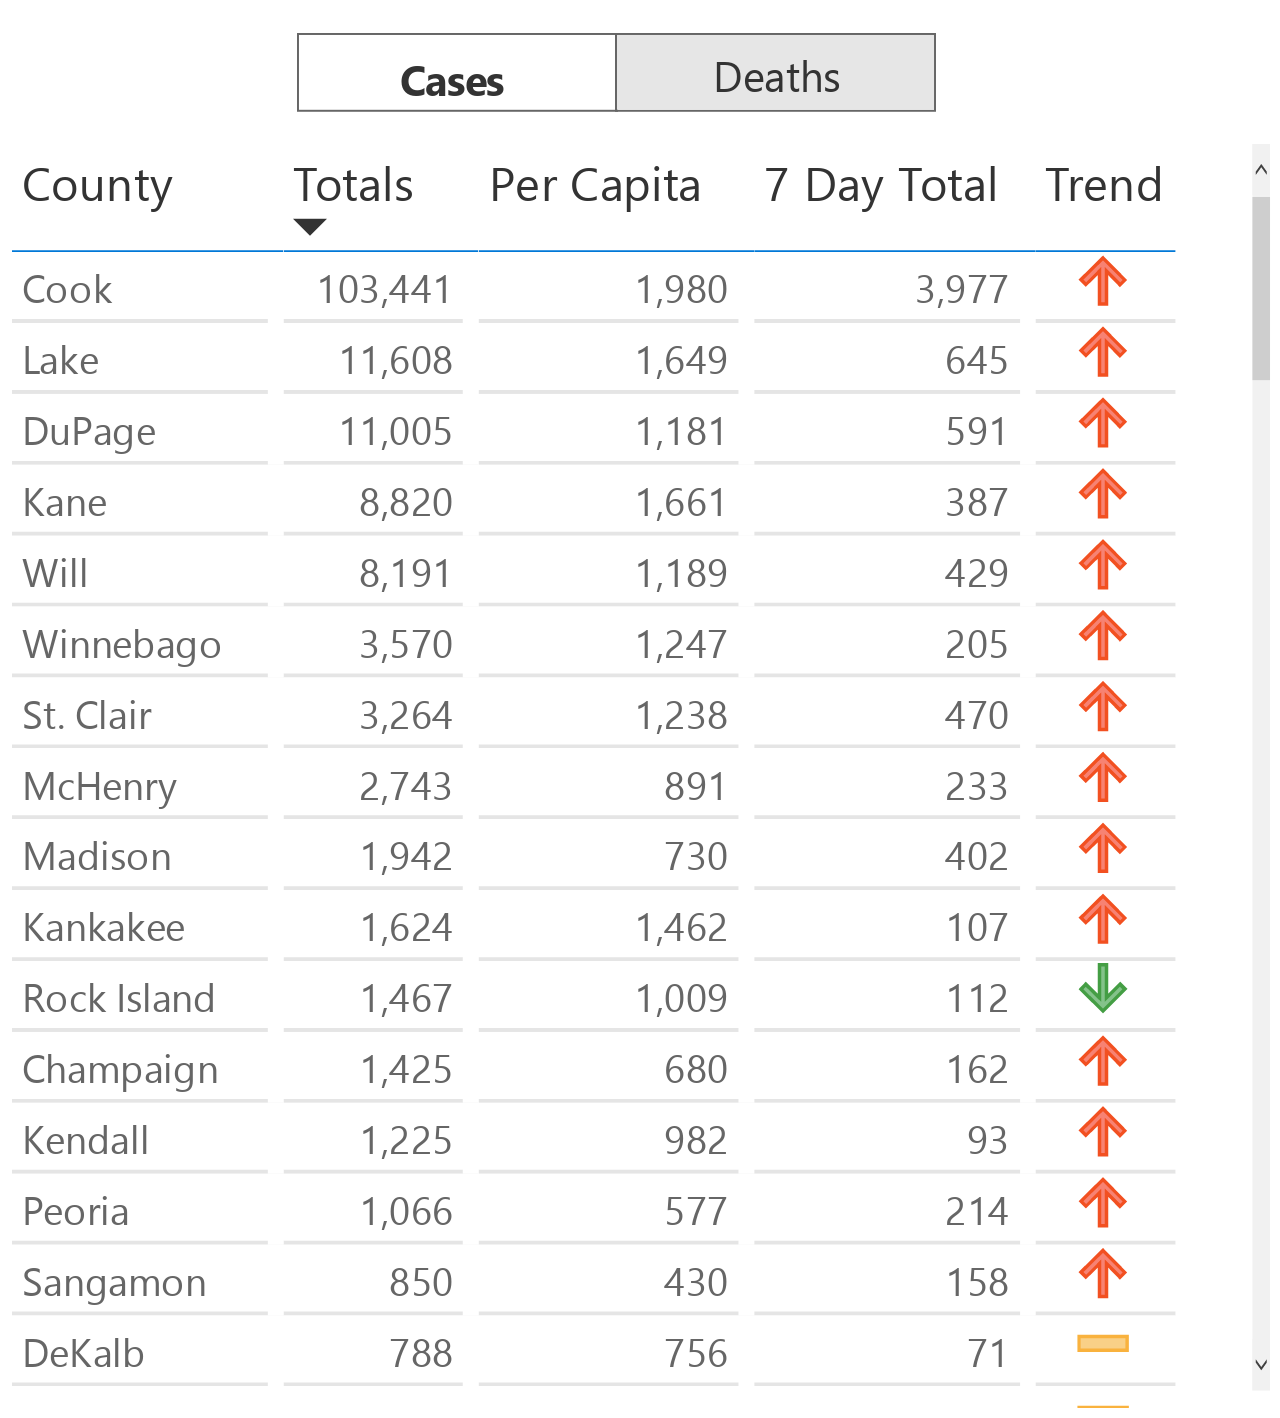 Cases Deaths
County Totals Per Capita 7 Day Total Trend
Cook 103,441 1,980 3,977
Lake 11,608 1,649 645
DuPage 11,005 1,181 591
Kane 8,820 1,661 387
Will 8,191 1,189 429
Winnebago 3,570 1,247 205
St. Clair 3,264 1,238 470
McHenry 2,743 891 233
Madison 1,942 730 402
Kankakee 1,624 1,462 107
Rock Island 1,467 1,009 112
Champaign 1,425 680 162
Kendall 1,225 982 93
Peoria 1,066 577 214
Sangamon 850 430 158
DeKalb 788 756 71